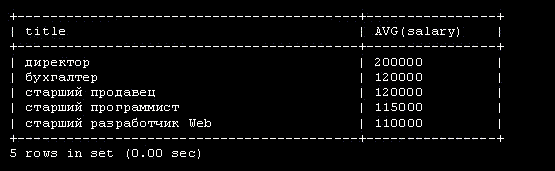 +------------------------------------------+----------------+
| title | AVG(salary) |
+------------------------------------------+----------------+
| директор | 200000 |
| бухгалтер | 120000 |
| старший продавец | 120000 |
| старший программист | 115000 |
| старший разработчик Web | 110000 |
+------------------------------------------+----------------+
5 rows in set (0.00 sec)